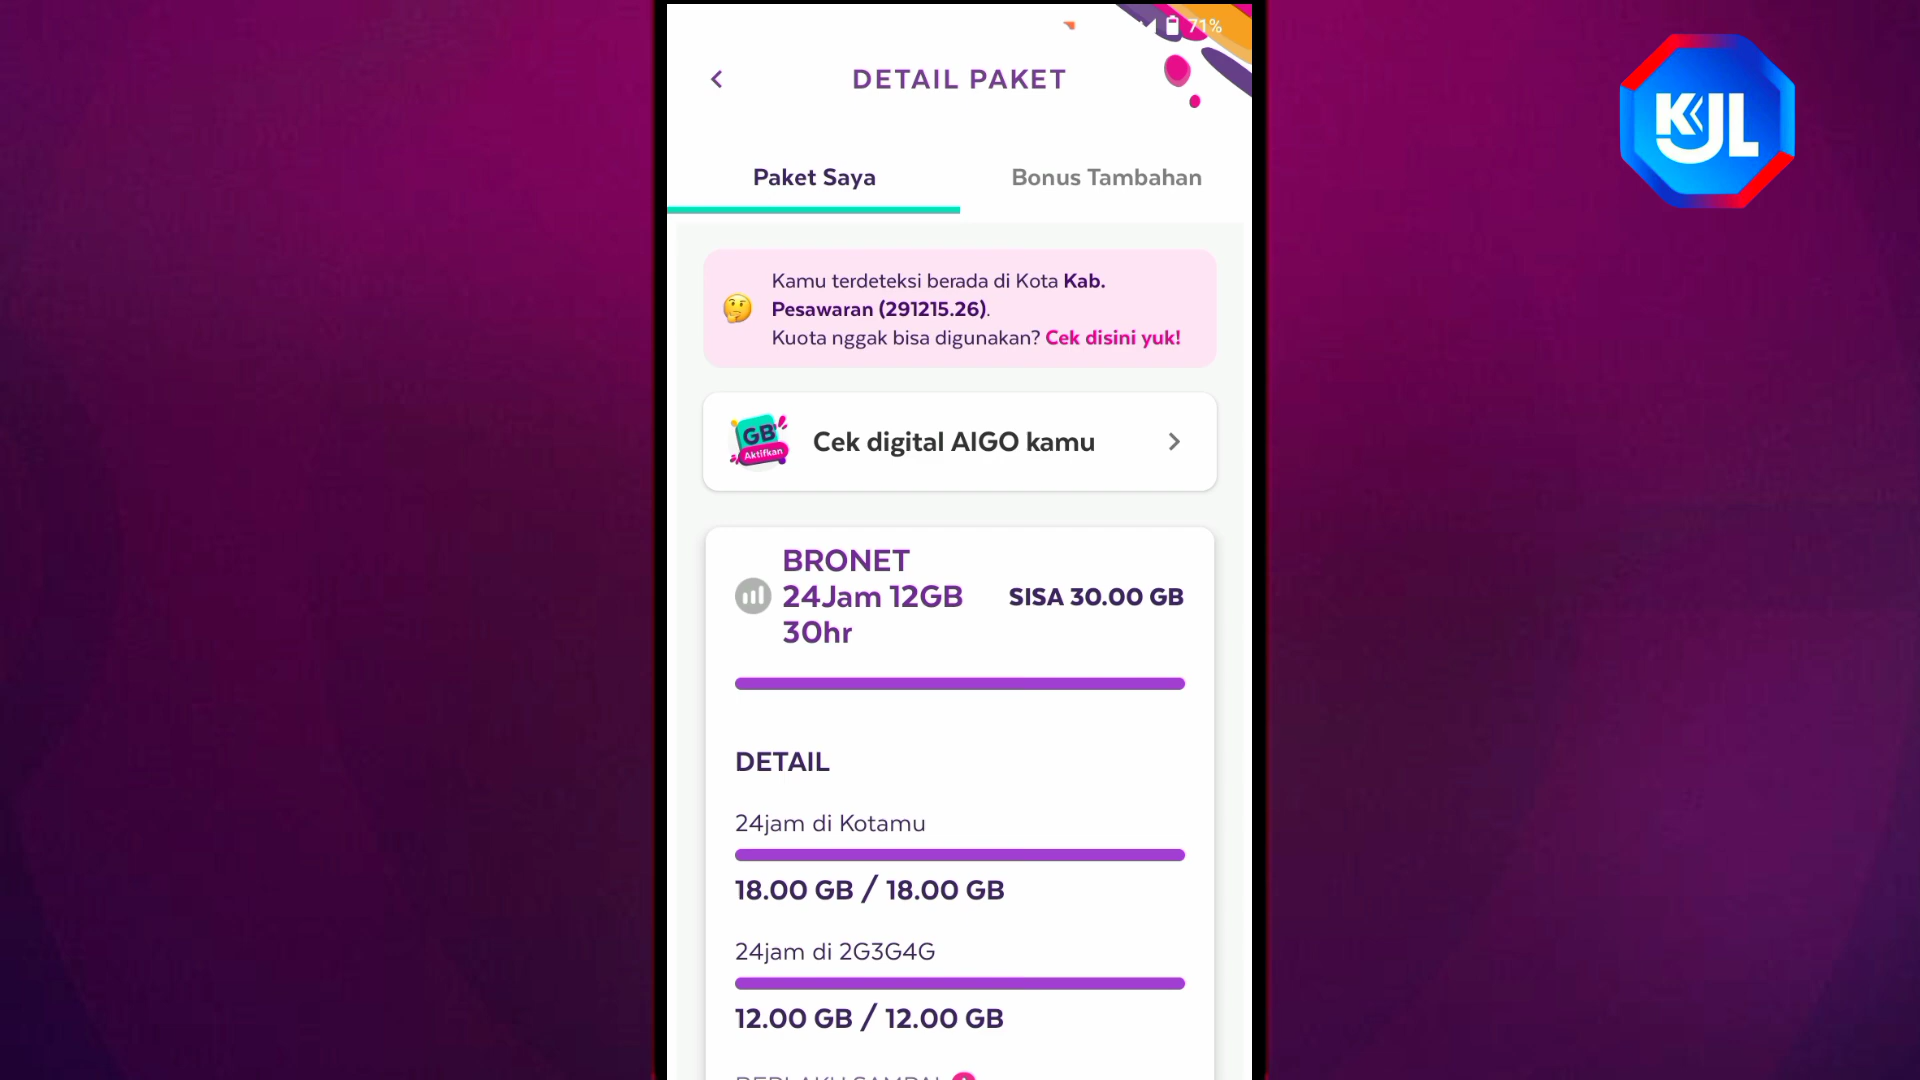 71%
KJL
DETAIL PAKET
Paket Saya
Bonus Tambahan
Kamu terdeteksi berada di Kota Kab.
Pesawaran (291215.26).
Kuota nggak bisa digunakan? Cek disini yuk!
GB
Aktifkan
Cek digital AIGO kamu
BRONET
24Jam 12GB
30hr
SISA 30.00 GB
DETAIL
24jam di Kotamu
18.00 GB / 18.00 GB
24jam di 2G3G4G
12.00 GB / 12.00 GB